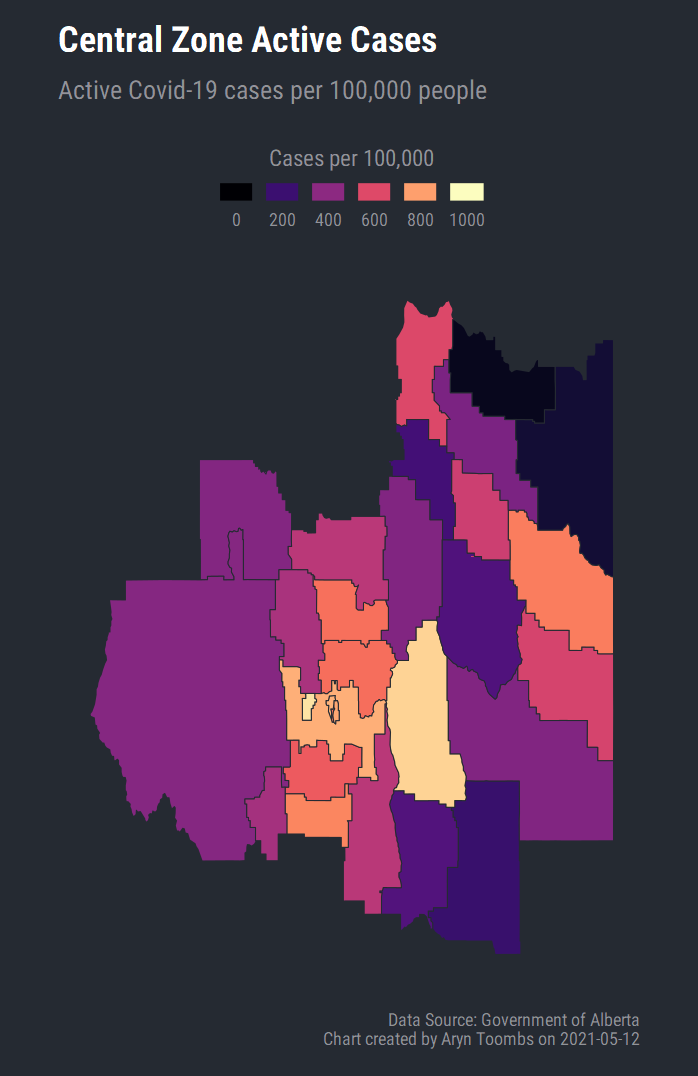 Central Zone Active Cases
Active Covid-19 cases per 100,000 people
Cases per 100,000
0 200 400 600 800 1000
Data Source: Government of Alberta
Chart created by Aryn Toombs on 2021-05-12